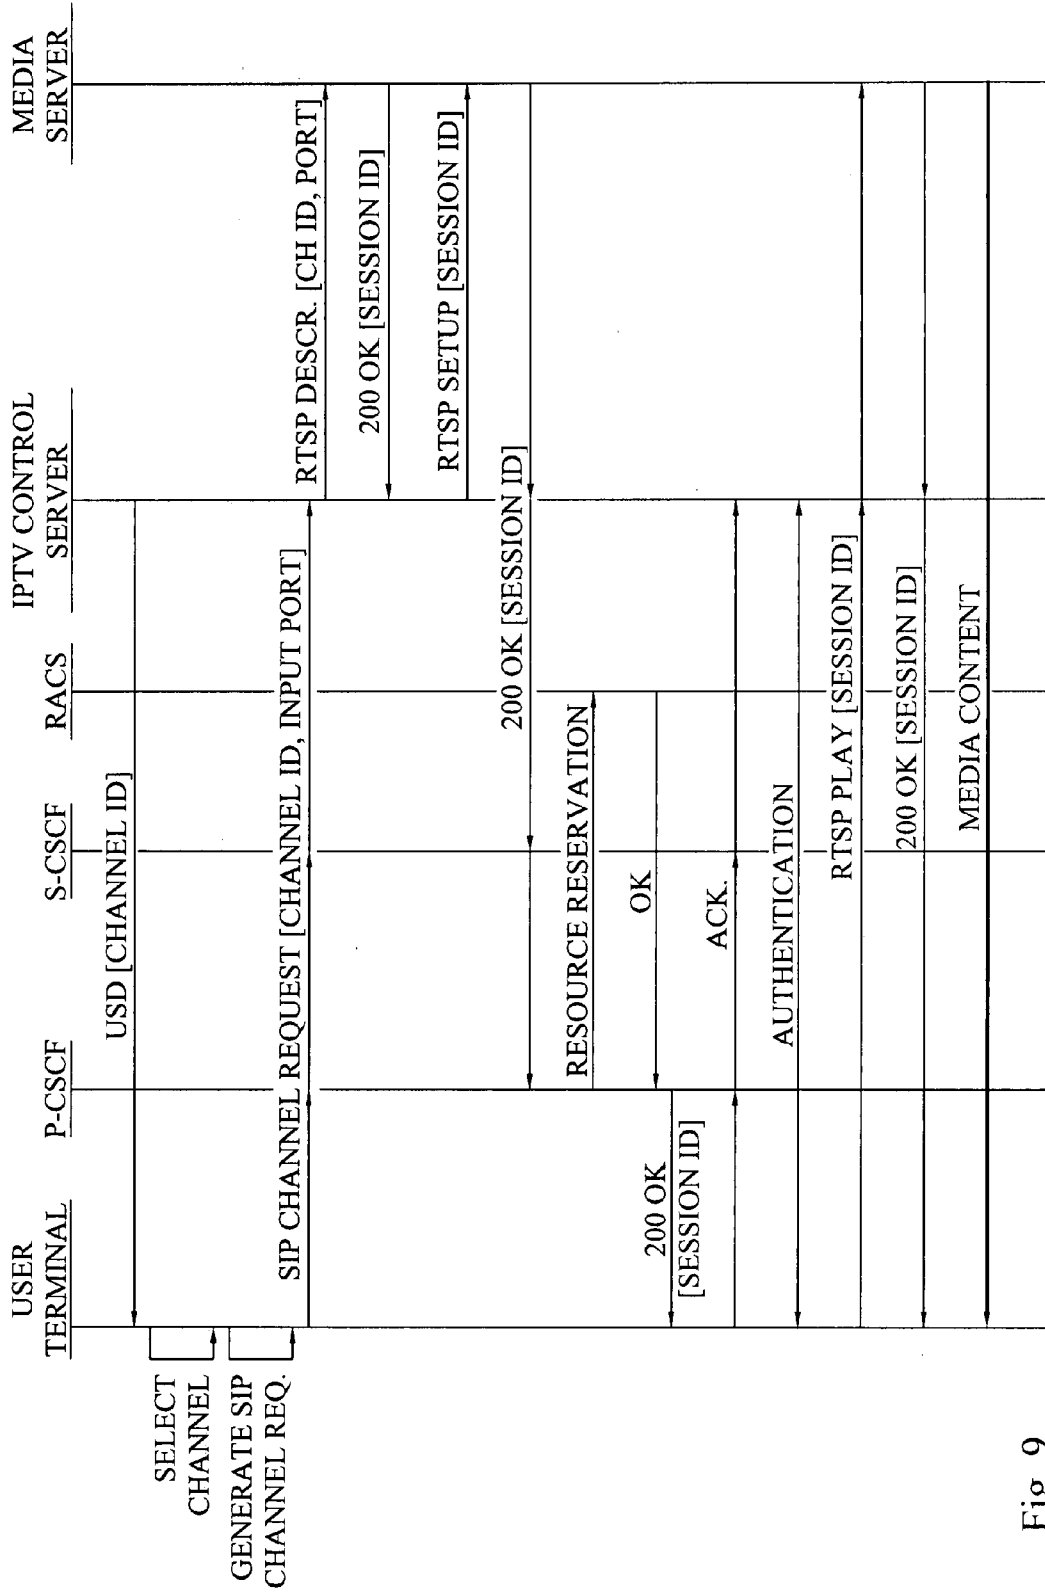 USER
TERMINAL
P-CSCF
S-CSCF
RACS
IPTV CONTROL
SERVER
MEDIA
SERVER
USD [CHANNEL ID]
SELECT
CHANNEL
GENERATE SIP
CHANNEL REQ.
SIP CHANNEL REQUEST [CHANNEL ID, INPUT PORT]
RTSP DESCR. [CH ID, PORT]
200 OK [SESSION ID]
RTSP SETUP [SESSION ID]
200 OK [SESSION ID]
RESOURCE RESERVATION
OK
200 OK
[SESSION ID]
ACK.
AUTHENTICATION
RTSP PLAY [SESSION ID]
200 OK [SESSION ID]
MEDIA CONTENT
Fig. 9